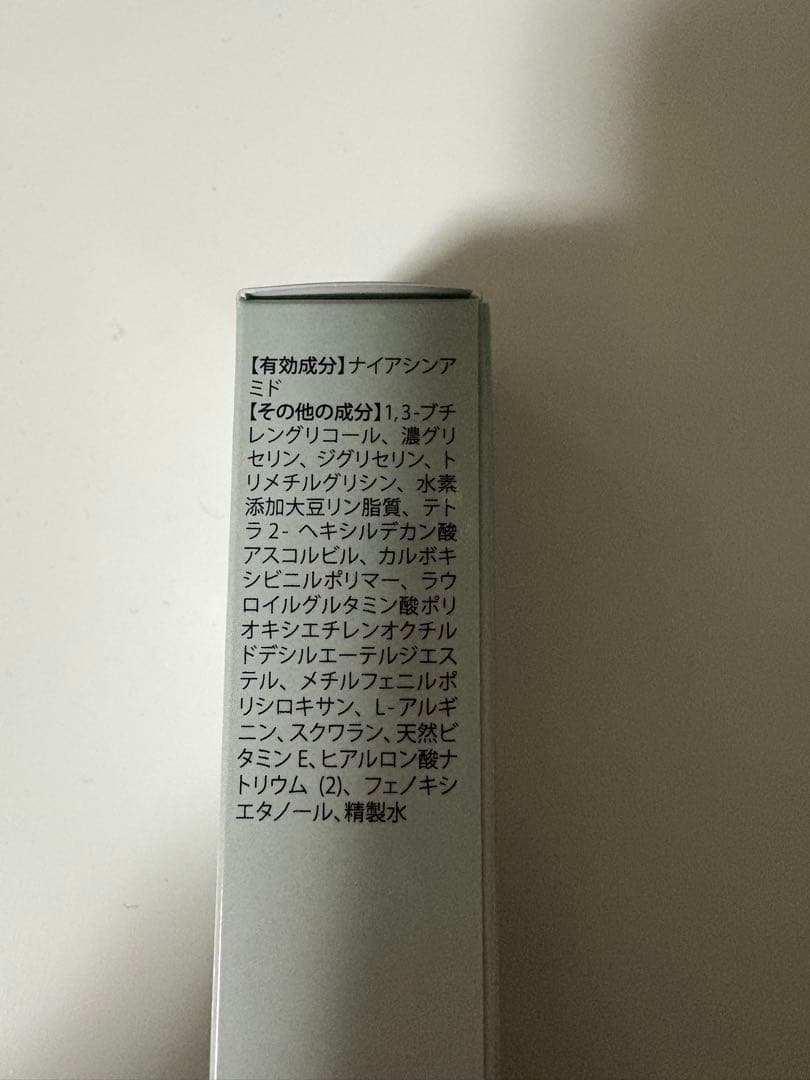 【有効成分】ナイアシンア
ミド
【その他の成分】1,3-ブチ
レングリコール、濃グリ
セリン、ジグリセリン、ト
リメチルグリシン、水素
添加大豆リン脂質、テト
ラ2-ヘキシルデカン酸
アスコルビル、カルボキ
シビニルポリマー、ラウ
ロイルグルタミン酸ポリ
オキシエチレンオクチル
ドデシルエーテルジエス
テル、メチルフェニルポ
リシロキサン、L-アルギ
ニン、スクワラン、天然ビ
タミンE、ヒアルロン酸ナ
トリウム(2)、フェノキシ
エタノール、精製水